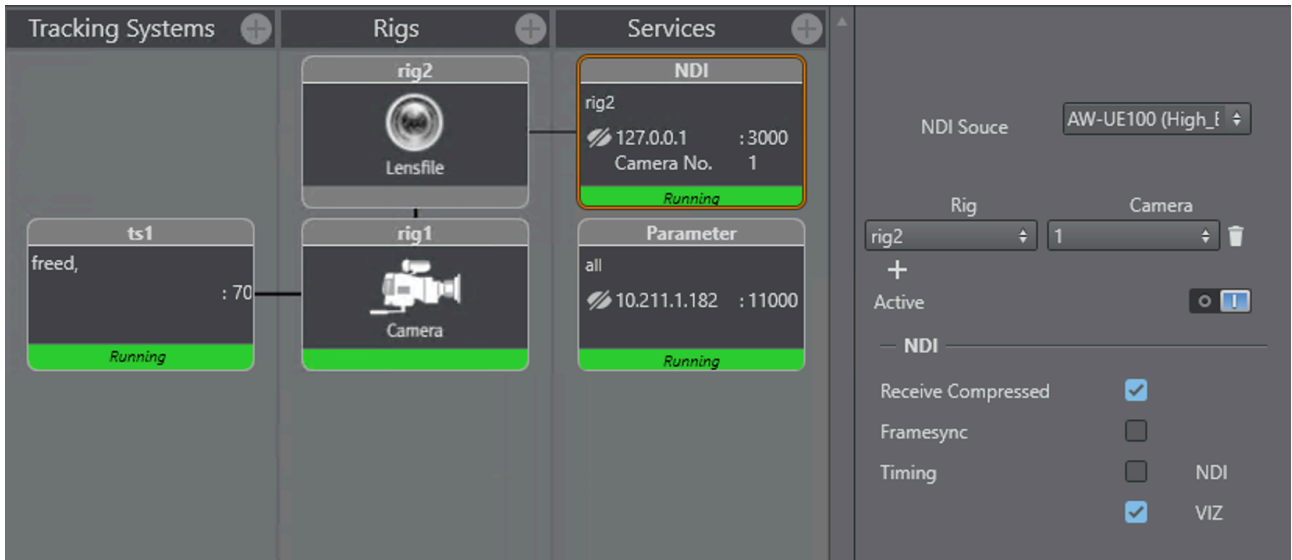 Tracking Systems
Rigs
Services
rig2
Lensfile
NDI
rig2
127.0.0.1 : 3000
Camera No. 1
Running
ts1
freed,
: 70
Running
rig1
Camera
Parameter
all
10.211.1.182 : 11000
Running
NDI Souce
AW-UE100 (High_
Rig Camera
rig2 1
Active
NDI
Receive Compressed
Framesync
Timing NDI
VIZ